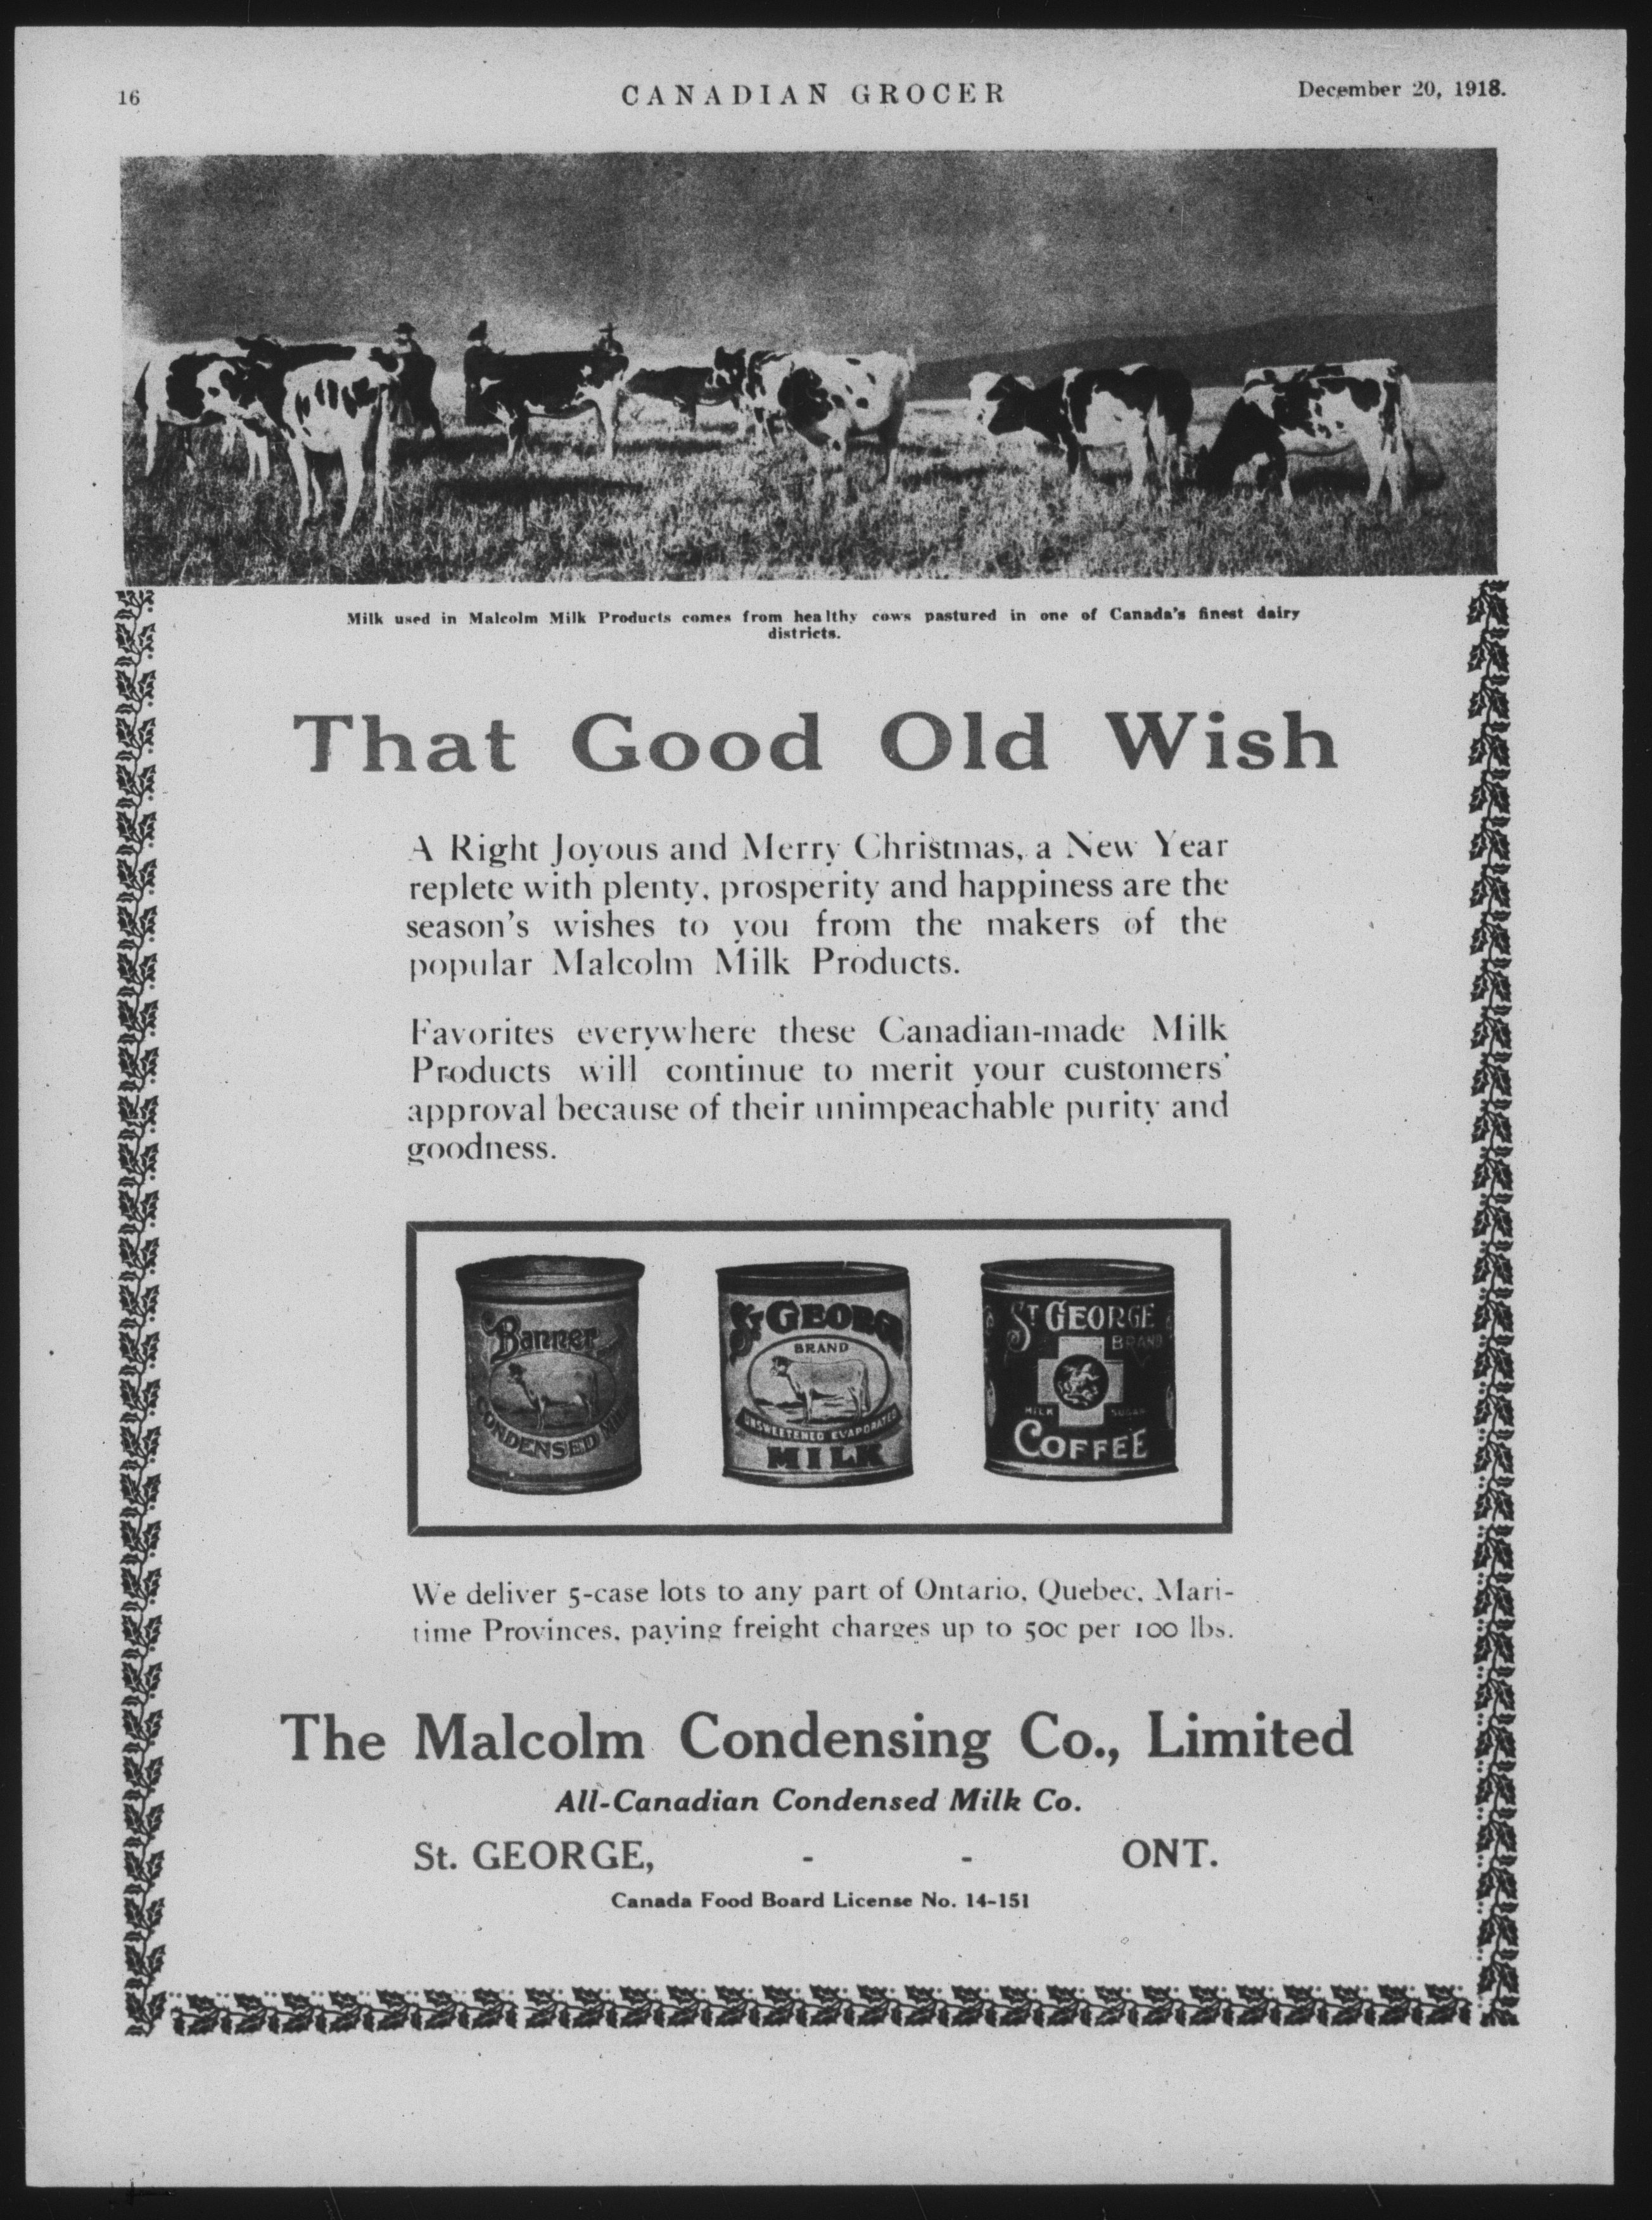 16
CANADIAN GROCER
December 20, 1918.
Milk used in Malcolm Milk Products comes from healthy cows pastured in one of Canada's finest dairy
districts.
That Good Old Wish
A Right Joyous and Merry Christmas, a New Year
replete with plenty, prosperity and happiness are the
season's wishes to you from the makers of the
popular Malcolm Milk Products.
Favorites everywhere these Canadian-made Milk
Products will continue to merit your customers'
approval because of their unimpeachable purity and
goodness.
Banner
CONDENSED MILK
ST GEORGE
BRAND
UNSWEETENED EVAPORATED
MILK
ST GEORGE
BRAND
MILK SUGAR
COFFEE
We deliver 5-case lots to any part of Ontario, Quebec, Mari-
time Provinces, paying freight charges up to 50c per 100 lbs.
The Malcolm Condensing Co., Limited
All-Canadian Condensed Milk Co.
St. GEORGE, - - ONT.
Canada Food Board License No. 14-151